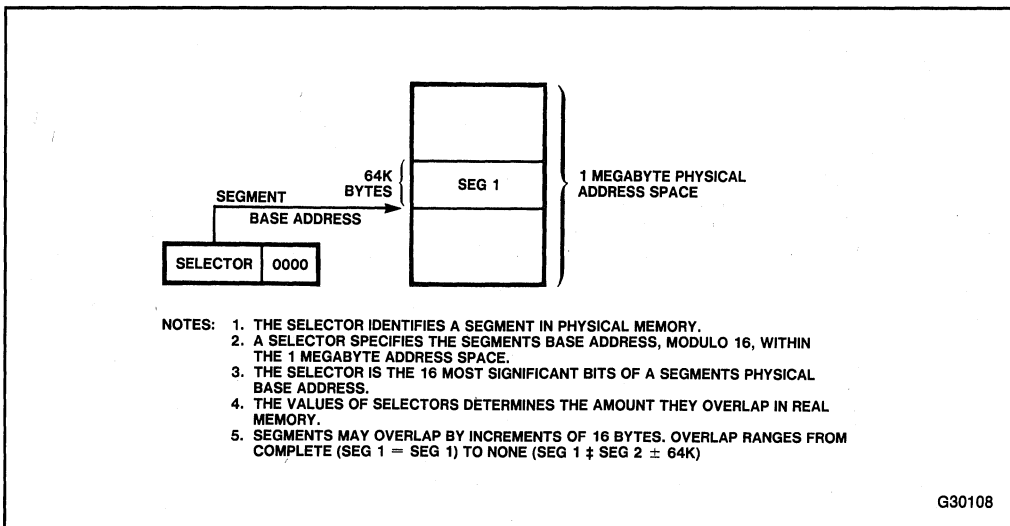 64K
BYTES
SEG 1
1 MEGABYTE PHYSICAL
ADDRESS SPACE
SEGMENT
BASE ADDRESS
SELECTOR 0000
NOTES: 1. THE SELECTOR IDENTIFIES A SEGMENT IN PHYSICAL MEMORY.
2. A SELECTOR SPECIFIES THE SEGMENTS BASE ADDRESS, MODULO 16, WITHIN
THE 1 MEGABYTE ADDRESS SPACE.
3. THE SELECTOR IS THE 16 MOST SIGNIFICANT BITS OF A SEGMENTS PHYSICAL
BASE ADDRESS.
4. THE VALUES OF SELECTORS DETERMINES THE AMOUNT THEY OVERLAP IN REAL
MEMORY.
5. SEGMENTS MAY OVERLAP BY INCREMENTS OF 16 BYTES. OVERLAP RANGES FROM
COMPLETE (SEG 1 = SEG 1) TO NONE (SEG 1 ‡ SEG 2 ± 64K)
G30108